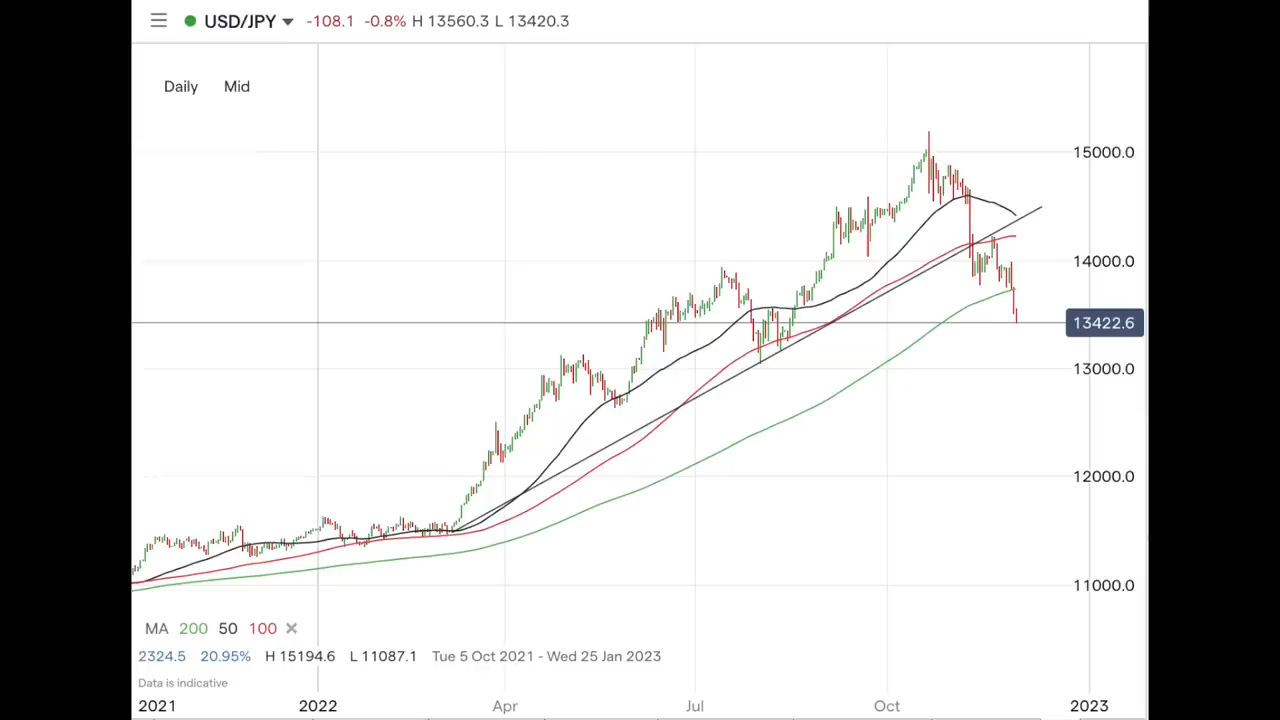 ☰ USD/JPY -108.1 -0.8% H 13560.3 L 13420.3
Daily Mid
15000.0
14000.0
13422.6
13000.0
12000.0
11000.0
MA 200 50 100 ×
2324.5 20.95% H 15194.6 L 11087.1 Tue 5 Oct 2021 - Wed 25 Jan 2023
Data is indicative
2021 2022 Apr Jul Oct 2023